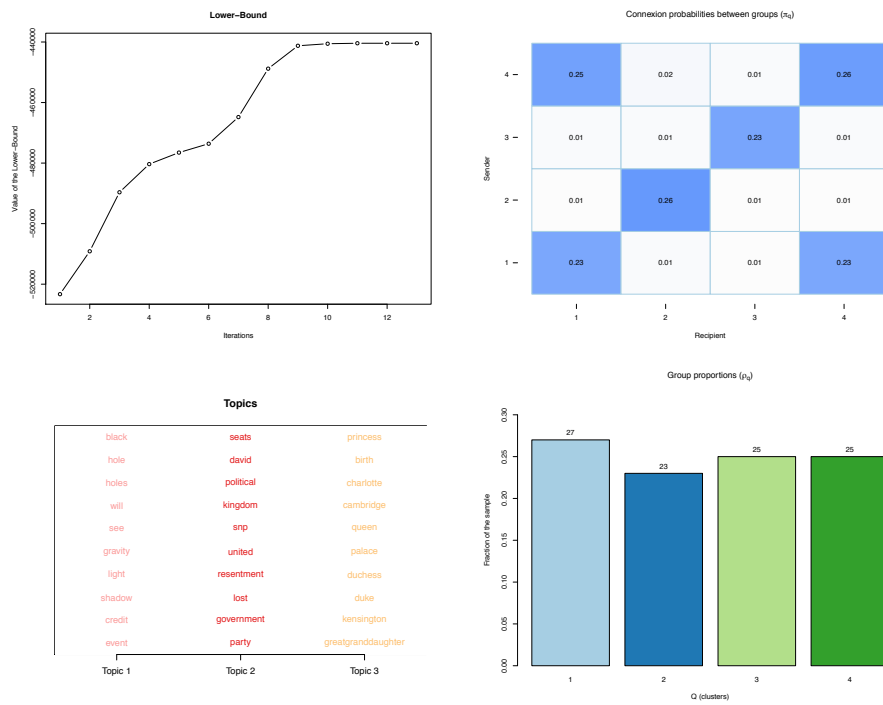 Lower−Bound
Value of the Lower−Bound
−440000
−460000
−480000
−500000
−520000
2 4 6 8 10 12
Iterations
Connexion probabilities between groups (πq)
Sender
4 0.25 0.02 0.01 0.26
3 0.01 0.01 0.23 0.01
2 0.01 0.26 0.01 0.01
1 0.23 0.01 0.01 0.23
1 2 3 4
Recipient
Topics
black seats princess
hole david birth
holes political charlotte
will kingdom cambridge
see snp queen
gravity united palace
light resentment duchess
shadow lost duke
credit government kensington
event party greatgranddaughter
Topic 1 Topic 2 Topic 3
Group proportions (ρq)
Fraction of the sample
0.30
0.25
0.20
0.15
0.10
0.05
0.00
27 23 25 25
1 2 3 4
Q (clusters)